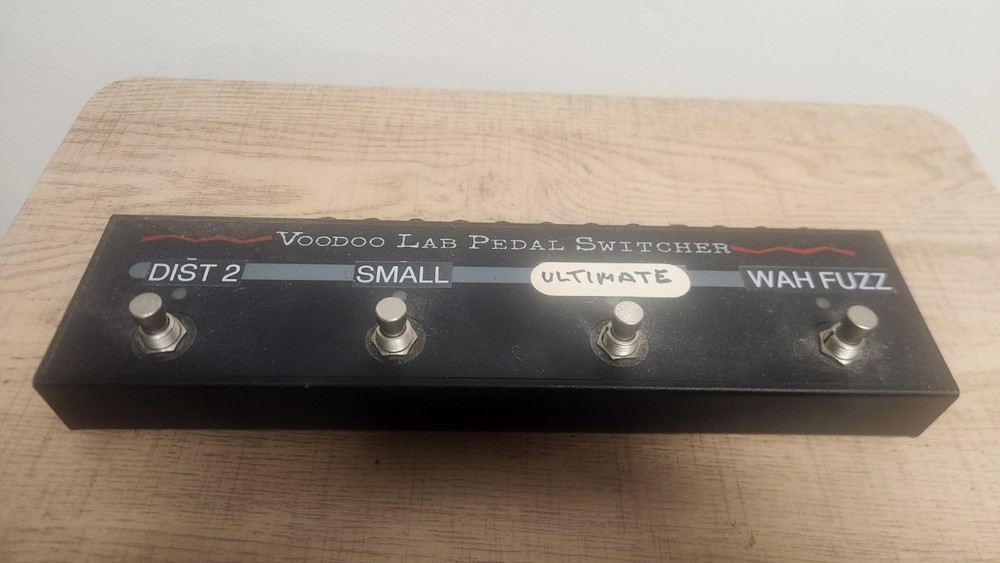 VOODOO LAB PEDAL SWITCHER
DIST 2 SMALL ULTIMATE WAH FUZZ